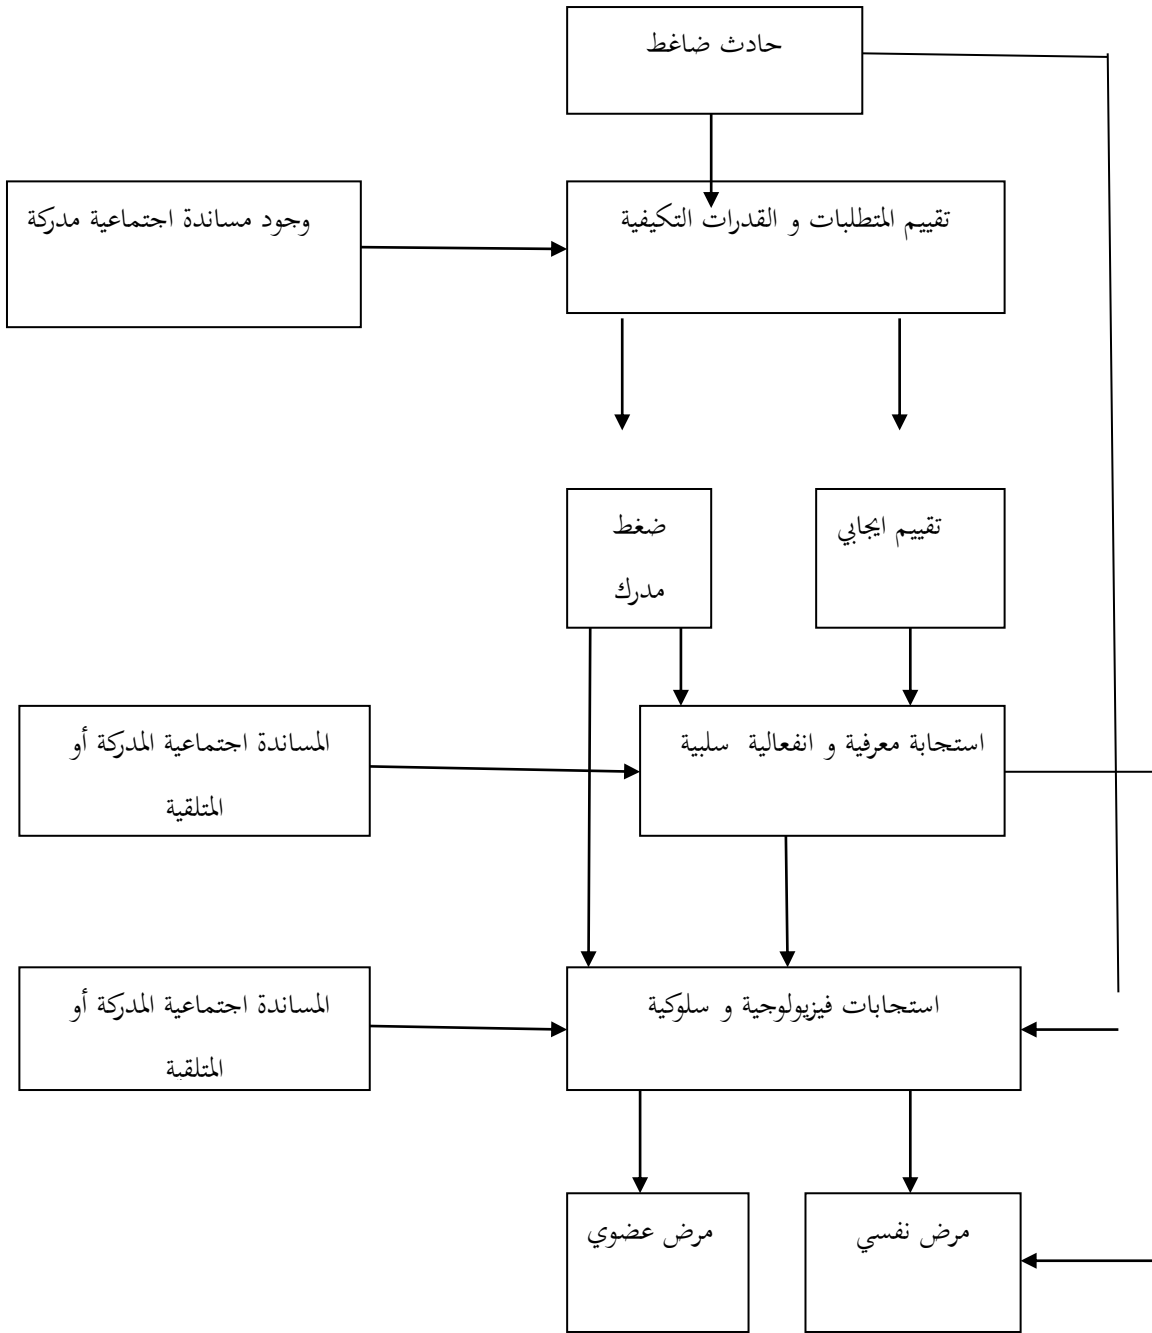 حادث ضاغط
تقييم المتطلبات و القدرات التكيفية
وجود مساندة اجتماعية مدركة
تقييم ايجابي
ضغط
مدرك
استجابة معرفية و انفعالية سلبية
المساندة اجتماعية المدركة أو
المتلقية
استجابات فيزيولوجية و سلوكية
المساندة اجتماعية المدركة أو
المتلقية
مرض نفسي
مرض عضوي